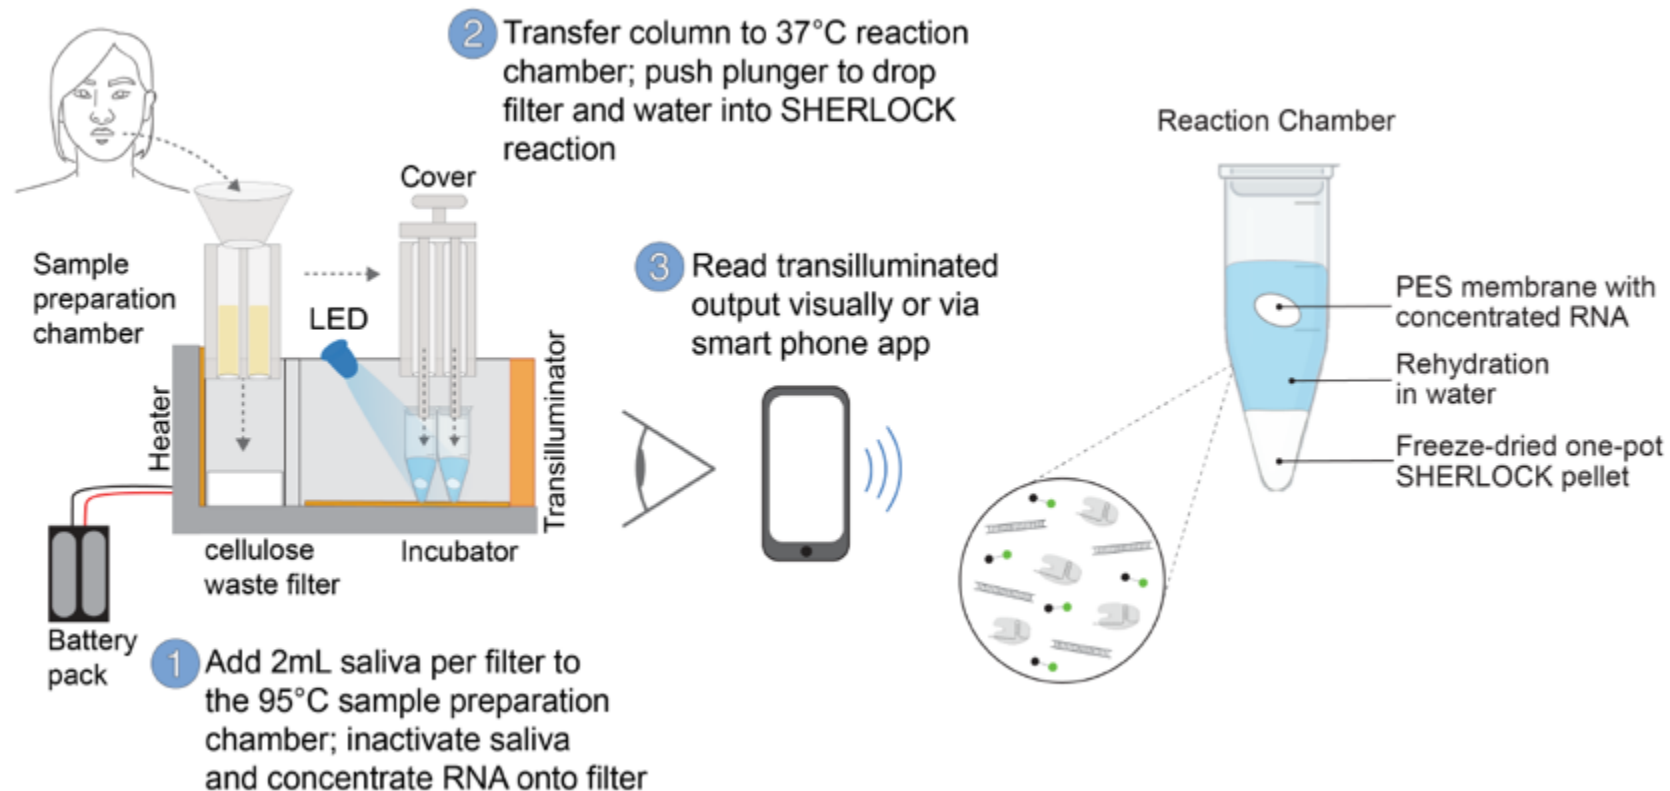 2 Transfer column to 37°C reaction
chamber; push plunger to drop
filter and water into SHERLOCK
reaction
Cover
Sample
preparation
chamber
LED
Heater
Transilluminator
cellulose
waste filter
Incubator
Battery
pack
1 Add 2mL saliva per filter to
the 95°C sample preparation
chamber; inactivate saliva
and concentrate RNA onto filter
3 Read transilluminated
output visually or via
smart phone app
Reaction Chamber
PES membrane with
concentrated RNA
Rehydration
in water
Freeze-dried one-pot
SHERLOCK pellet